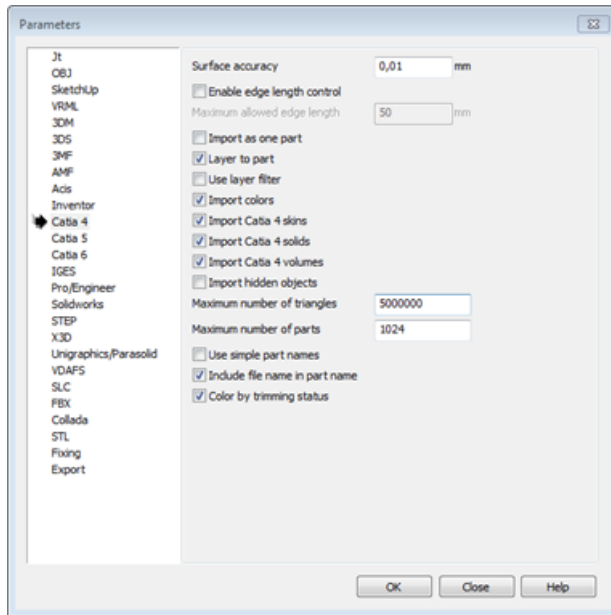 Parameters
Jt
OBJ
SketchUp
VRML
3DM
3DS
3MF
AMF
Acis
Inventor
Catia 4
Catia 5
Catia 6
IGES
Pro/Engineer
Solidworks
STEP
X3D
Unigraphics/Parasolid
VDAFS
SLC
FBX
Collada
STL
Fixing
Export
Surface accuracy 0,01 mm
Enable edge length control
Maximum allowed edge length 50 mm
Import as one part
Layer to part
Use layer filter
Import colors
Import Catia 4 skins
Import Catia 4 solids
Import Catia 4 volumes
Import hidden objects
Maximum number of triangles 5000000
Maximum number of parts 1024
Use simple part names
Include file name in part name
Color by trimming status
OK Close Help